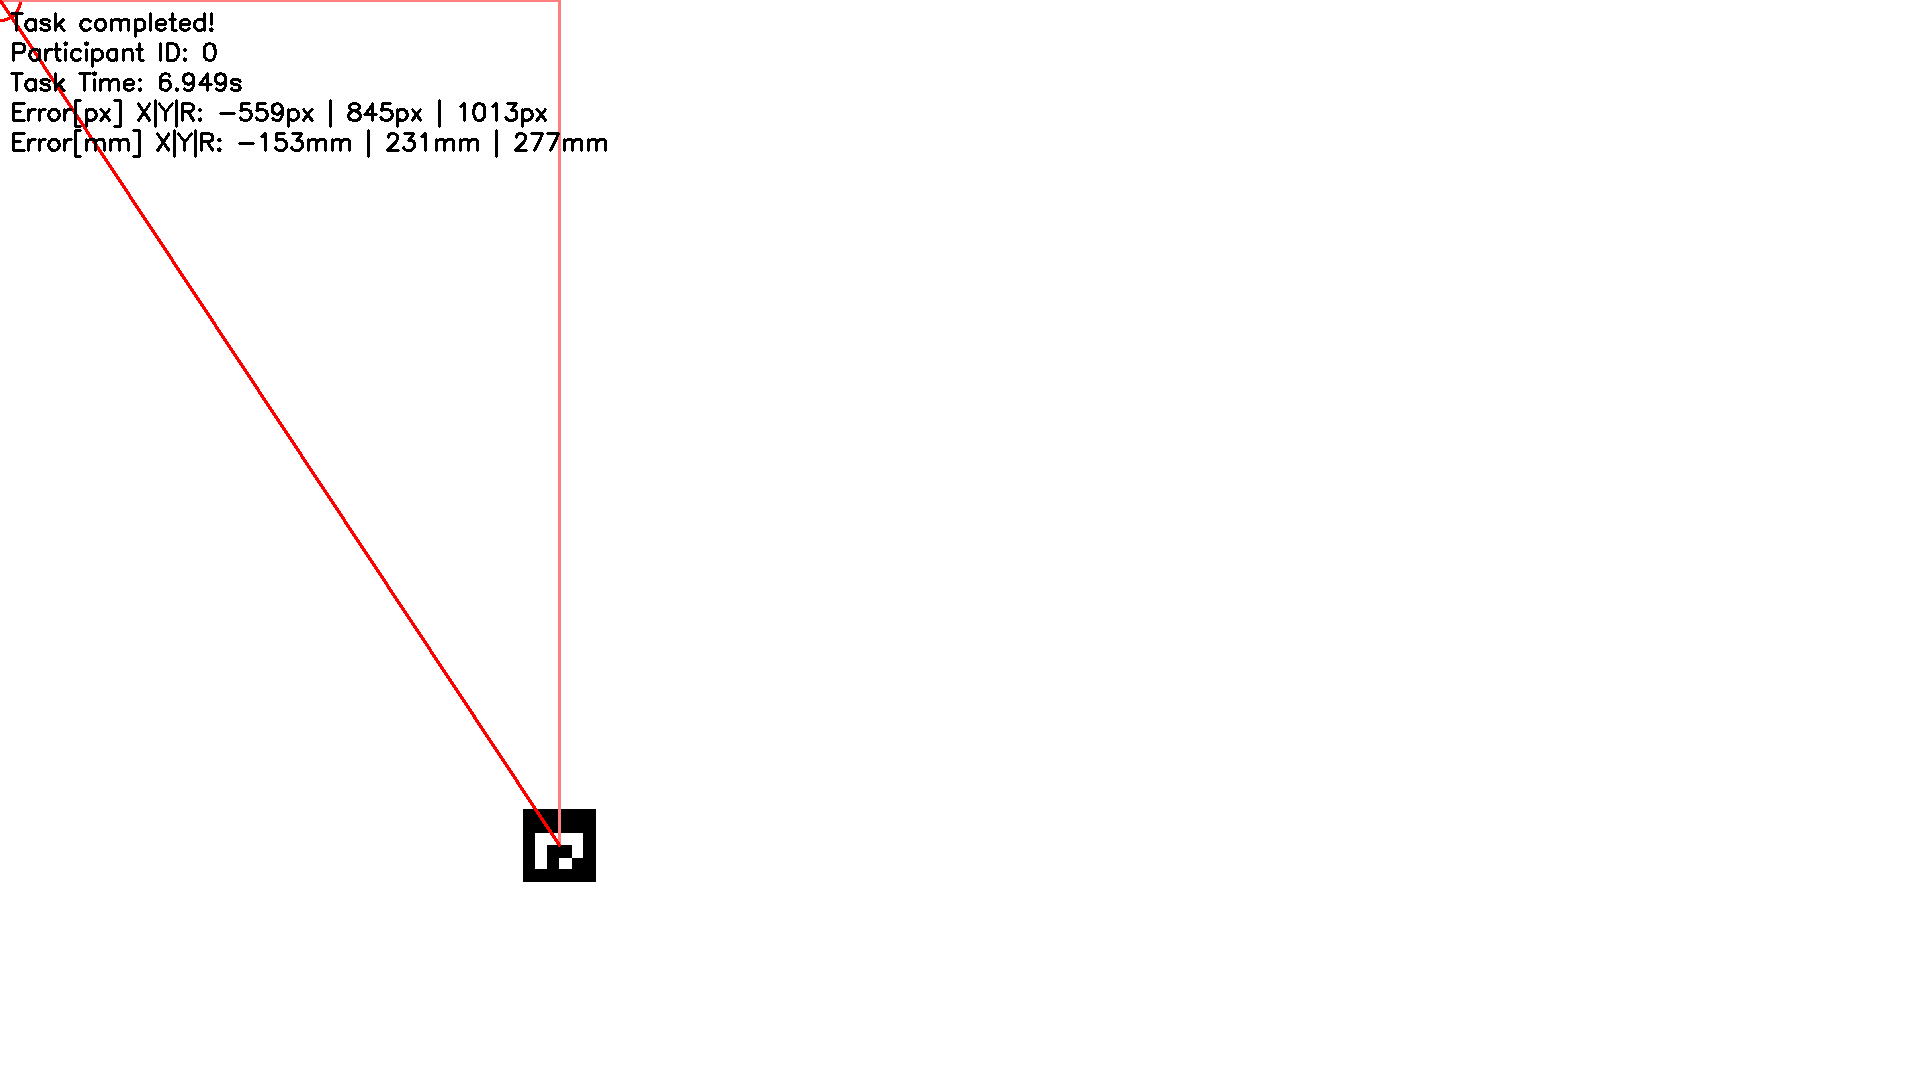 Task completed!
Participant ID: 0
Task Time: 6.949s
Error[px] X|Y|R: -559px | 845px | 1013px
Error[mm] X|Y|R: -153mm | 231mm | 277mm